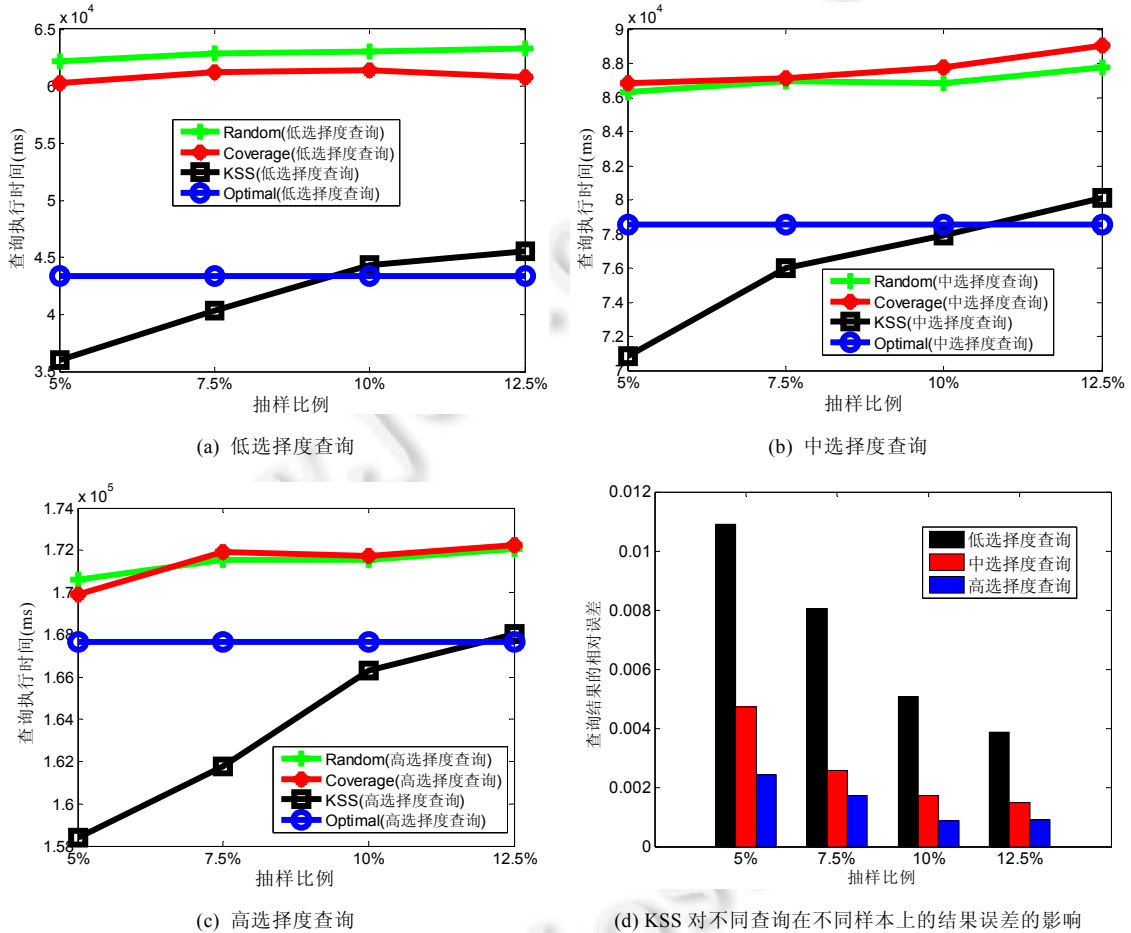 x 10⁴
6.5
6
5.5
5
4.5
4
3.5
查询执行时间(ms)
Random(低选择度查询)
Coverage(低选择度查询)
KSS(低选择度查询)
Optimal(低选择度查询)
5% 7.5% 10% 12.5%
抽样比例
(a) 低选择度查询
x 10⁴
9
8.8
8.6
8.4
8.2
8
7.8
7.6
7.4
7.2
7
查询执行时间(ms)
Random(中选择度查询)
Coverage(中选择度查询)
KSS(中选择度查询)
Optimal(中选择度查询)
5% 7.5% 10% 12.5%
抽样比例
(b) 中选择度查询
x 10⁵
1.74
1.72
1.7
1.68
1.66
1.64
1.62
1.6
1.58
查询执行时间(ms)
Random(高选择度查询)
Coverage(高选择度查询)
KSS(高选择度查询)
Optimal(高选择度查询)
5% 7.5% 10% 12.5%
抽样比例
(c) 高选择度查询
0.012
0.01
0.008
0.006
0.004
0.002
0
查询结果的相对误差
低选择度查询
中选择度查询
高选择度查询
5% 7.5% 10% 12.5%
抽样比例
(d) KSS 对不同查询在不同样本上的结果误差的影响